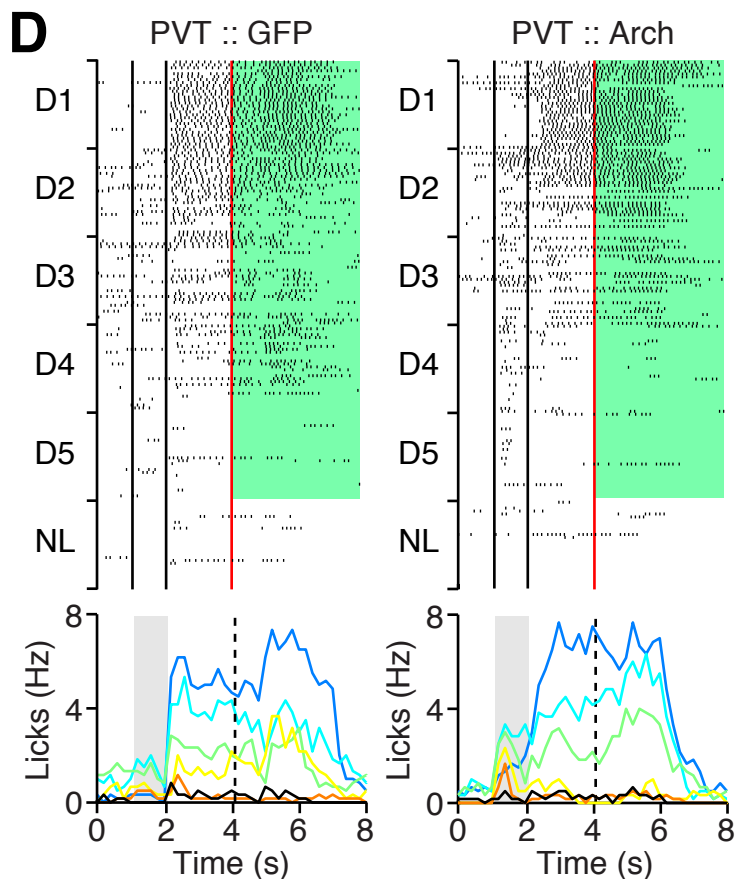 D
PVT :: GFP
PVT :: Arch
D1
D2
D3
D4
D5
NL
D1
D2
D3
D4
D5
NL
8
4
0
Licks (Hz)
0 2 4 6 8
Time (s)
8
4
0
Licks (Hz)
0 2 4 6 8
Time (s)